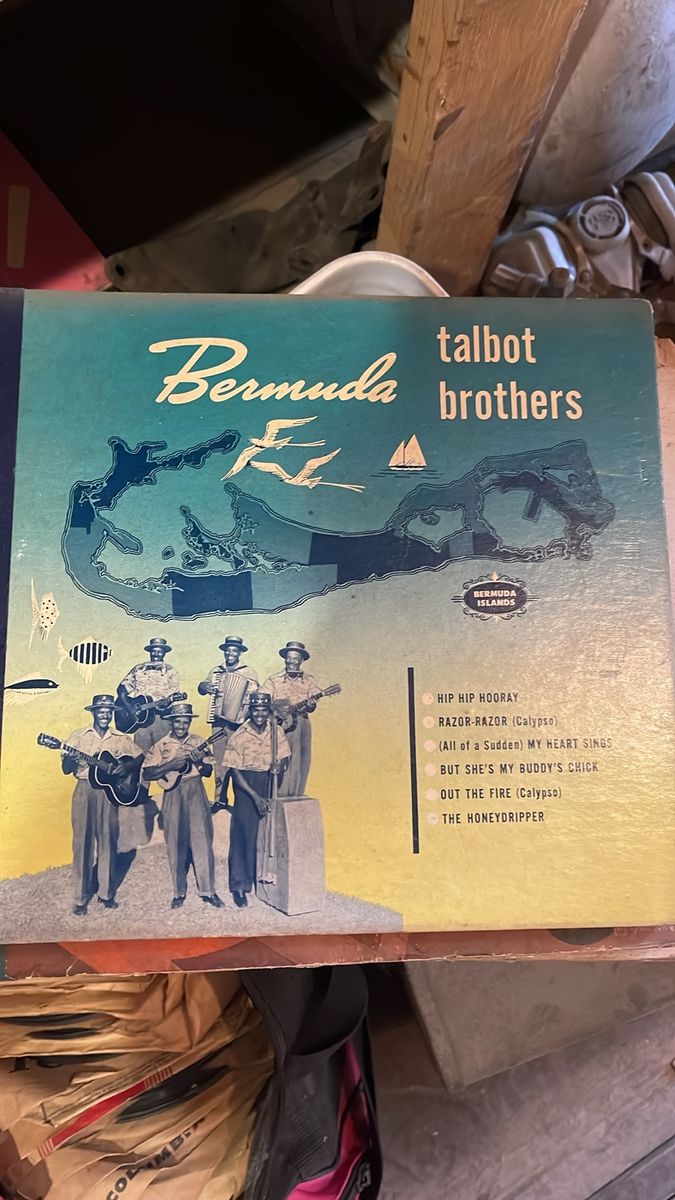 Bermuda
talbot
brothers
BERMUDA
ISLANDS
HIP HIP HOORAY
RAZOR-RAZOR (Calypso)
(All of a Sudden) MY HEART SINGS
BUT SHE'S MY BUDDY'S CHICK
OUT THE FIRE (Calypso)
THE HONEYDRIPPER
COLUMBIA